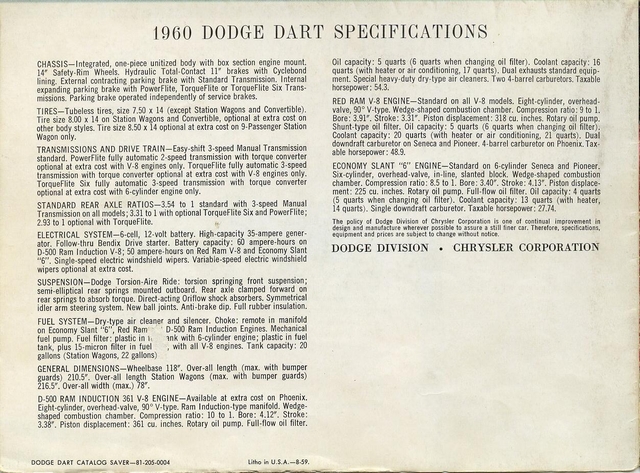 1960 DODGE DART SPECIFICATIONS
CHASSIS—Integrated, one-piece unitized body with box section engine mount.
14" Safety-Rim Wheels. Hydraulic Total-Contact 11" brakes with Cyclebond
lining. External contracting parking brake with Standard Transmission. Internal
expanding parking brake with PowerFlite, TorqueFlite or TorqueFlite Six Trans-
missions. Parking brake operated independently of service brakes.
TIRES—Tubeless tires, size 7.50 x 14 (except Station Wagons and Convertible).
Tire size 8.00 x 14 on Station Wagons and Convertible, optional at extra cost on
other body styles. Tire size 8.50 x 14 optional at extra cost on 9-Passenger Station
Wagon only.
TRANSMISSIONS AND DRIVE TRAIN—Easy-shift 3-speed Manual Transmission
standard. PowerFlite fully automatic 2-speed transmission with torque converter
optional at extra cost with V-8 engines only. TorqueFlite fully automatic 3-speed
transmission with torque converter optional at extra cost with V-8 engines only.
TorqueFlite Six fully automatic 3-speed transmission with torque converter
optional at extra cost with 6-cylinder engine only.
STANDARD REAR AXLE RATIOS—3.54 to 1 standard with 3-speed Manual
Transmission on all models; 3.31 to 1 with optional TorqueFlite Six and PowerFlite;
2.93 to 1 optional with TorqueFlite.
ELECTRICAL SYSTEM—6-cell, 12-volt battery. High-capacity 35-ampere gener-
ator. Follow-thru Bendix Drive starter. Battery capacity: 60 ampere-hours on
D-500 Ram Induction V-8; 50 ampere-hours on Red Ram V-8 and Economy Slant
"6". Single-speed electric windshield wipers. Variable-speed electric windshield
wipers optional at extra cost.
SUSPENSION—Dodge Torsion-Aire Ride: torsion springing front suspension;
semi-elliptical rear springs mounted outboard. Rear axle clamped forward on
rear springs to absorb torque. Direct-acting Oriflow shock absorbers. Symmetrical
idler arm steering system. New ball joints. Anti-brake dip. Full rubber insulation.
FUEL SYSTEM—Dry-type air cleaner and silencer. Choke: remote in manifold
on Economy Slant "6", Red Ram D-500 Ram Induction Engines. Mechanical
fuel pump. Fuel filter: plastic in tank with 6-cylinder engine; plastic in fuel
tank, plus 15-micron filter in fuel , with all V-8 engines. Tank capacity: 20
gallons (Station Wagons, 22 gallons)
GENERAL DIMENSIONS—Wheelbase 118". Over-all length (max. with bumper
guards) 210.5". Over-all length Station Wagons (max. with bumper guards)
216.5". Over-all width (max.) 78".
D-500 RAM INDUCTION 361 V-8 ENGINE—Available at extra cost on Phoenix.
Eight-cylinder, overhead-valve, 90° V-type. Ram Induction-type manifold. Wedge-
shaped combustion chamber. Compression ratio: 10 to 1. Bore: 4.12". Stroke:
3.38". Piston displacement: 361 cu. inches. Rotary oil pump. Full-flow oil filter.
Oil capacity: 5 quarts (6 quarts when changing oil filter). Coolant capacity: 16
quarts (with heater or air conditioning, 17 quarts). Dual exhausts standard equip-
ment. Special heavy-duty dry-type air cleaners. Two 4-barrel carburetors. Taxable
horsepower: 54.3.
RED RAM V-8 ENGINE—Standard on all V-8 models. Eight-cylinder, overhead-
valve, 90° V-type. Wedge-shaped combustion chamber. Compression ratio: 9 to 1,
Bore: 3.91". Stroke: 3.31". Piston displacement: 318 cu. inches. Rotary oil pump.
Shunt-type oil filter. Oil capacity: 5 quarts (6 quarts when changing oil filter).
Coolant capacity: 20 quarts (with heater or air conditioning, 21 quarts). Dual
downdraft carburetor on Seneca and Pioneer. 4-barrel carburetor on Phoenix. Tax-
able horsepower: 48.9.
ECONOMY SLANT "6" ENGINE—Standard on 6-cylinder Seneca and Pioneer.
Six-cylinder, overhead-valve, in-line, slanted block. Wedge-shaped combustion
chamber. Compression ratio: 8.5 to 1. Bore: 3.40". Stroke: 4.13". Piston displace-
ment: 225 cu. inches. Rotary oil pump. Full-flow oil filter. Oil capacity: 4 quarts
(5 quarts when changing oil filter). Coolant capacity: 13 quarts (with heater,
14 quarts). Single downdraft carburetor. Taxable horsepower: 27.74.
The policy of Dodge Division of Chrysler Corporation is one of continual improvement in
design and manufacture wherever possible to assure a still finer car. Therefore, specifications,
equipment and prices are subject to change without notice.
DODGE DIVISION • CHRYSLER CORPORATION
DODGE DART CATALOG SAVER—81-205-0004
Litho in U.S.A.—8-59.